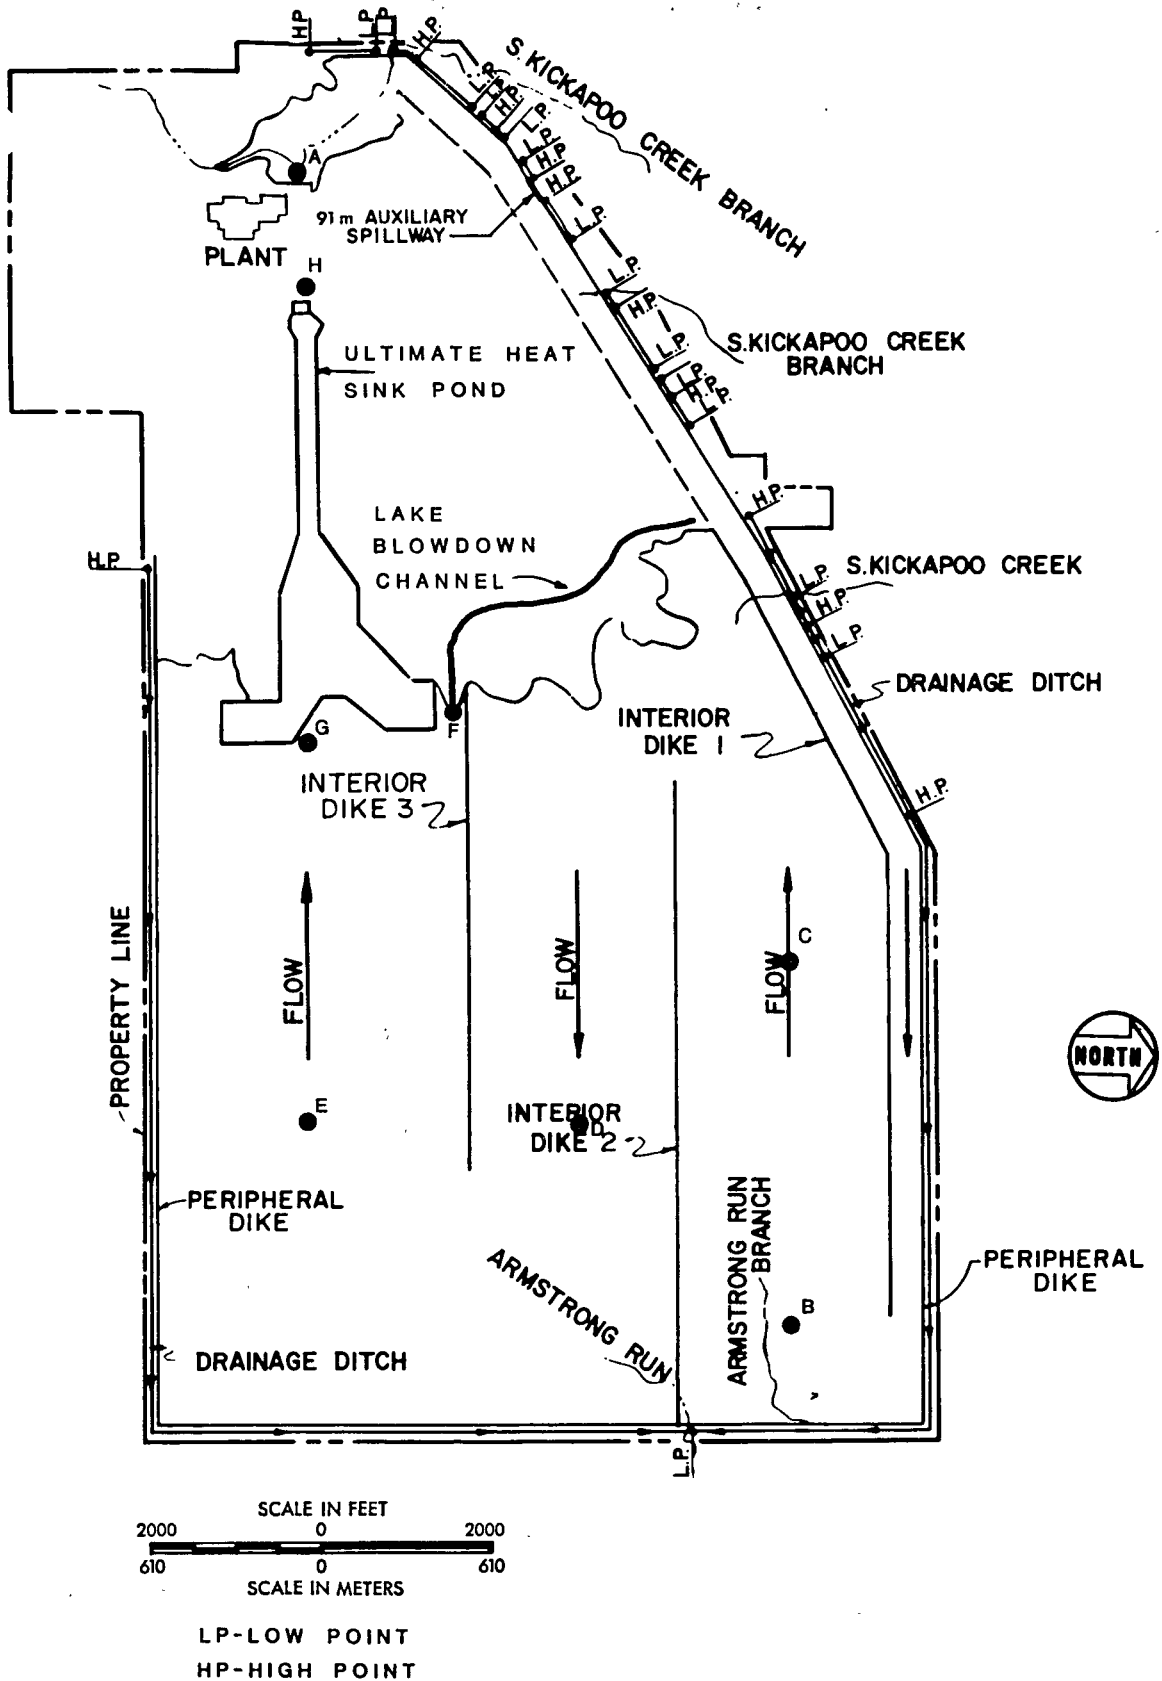 H.P
L.P
L.P
H.P.
L.P.
L.P.
H.P.
L.P.
S. KICKAPOO CREEK BRANCH
L.P.
H.P.
H.P.
L.P.
A
91m AUXILIARY
SPILLWAY
PLANT
H
L.P.
H.P.
S. KICKAPOO CREEK
BRANCH
ULTIMATE HEAT
SINK POND
L.P.
L.P.
H.P.
L.P.
H.P.
LAKE
BLOWDOWN
CHANNEL
H.P.
S. KICKAPOO CREEK
L.P.
H.P.
L.P.
DRAINAGE DITCH
F
G
INTERIOR
DIKE 1
INTERIOR
DIKE 3
H.P.
PROPERTY LINE
FLOW
FLOW
FLOW
C
NORTH
E
INTERIOR
DIKE 2
D
PERIPHERAL
DIKE
ARMSTRONG RUN
ARMSTRONG RUN
BRANCH
B
PERIPHERAL
DIKE
DRAINAGE DITCH
L.P.
SCALE IN FEET
2000 0 2000
610 0 610
SCALE IN METERS
LP-LOW POINT
HP-HIGH POINT